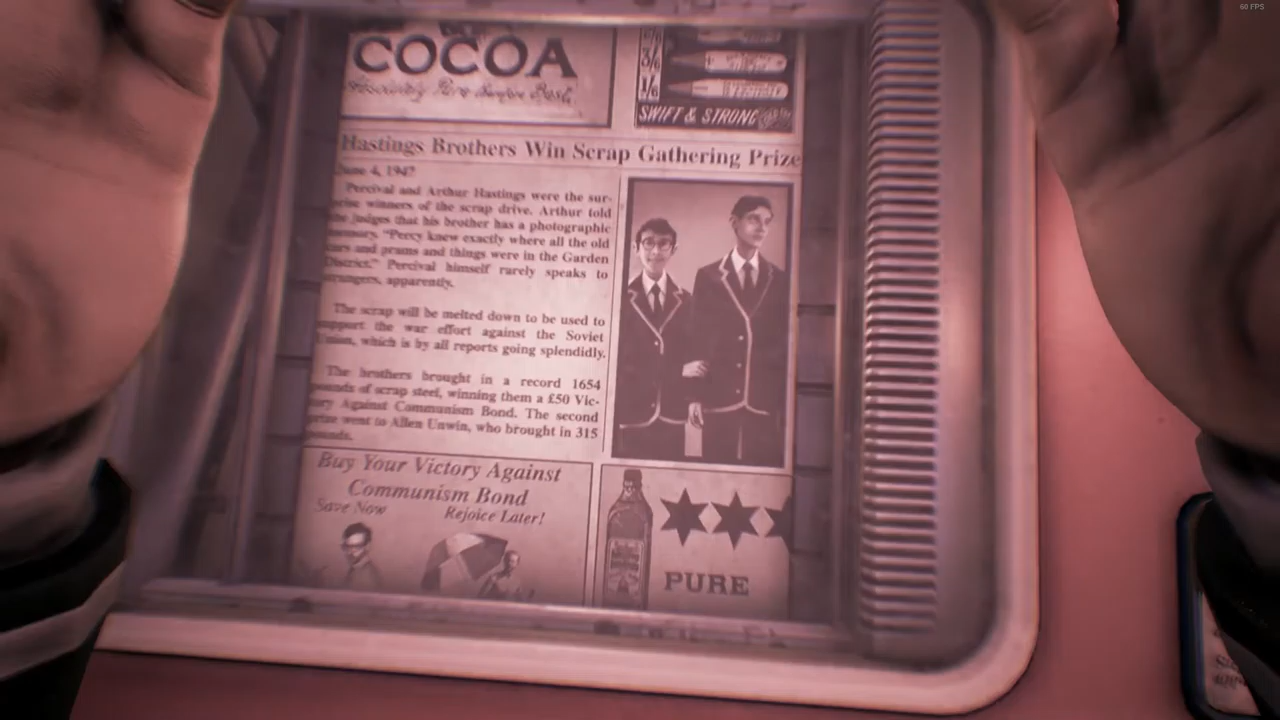 60 FPS
COCOA
3/6
1/6
SWIFT & STRONG
Hastings Brothers Win Scrap Gathering Prize
June 4, 1947
Percival and Arthur Hastings were the sur-
prise winners of the scrap drive. Arthur told
the judges that his brother has a photographic
memory. "Percy knew exactly where all the old
cars and prams and things were in the Garden
District." Percival himself rarely speaks to
strangers, apparently.
The scrap will be melted down to be used to
support the war effort against the Soviet
Union, which is by all reports going splendidly.
The brothers brought in a record 1654
pounds of scrap steel, winning them a £50 Vic-
tory Against Communism Bond. The second
prize went to Allen Unwin, who brought in 315
pounds.
Buy Your Victory Against
Communism Bond
Save Now
Rejoice Later!
PURE